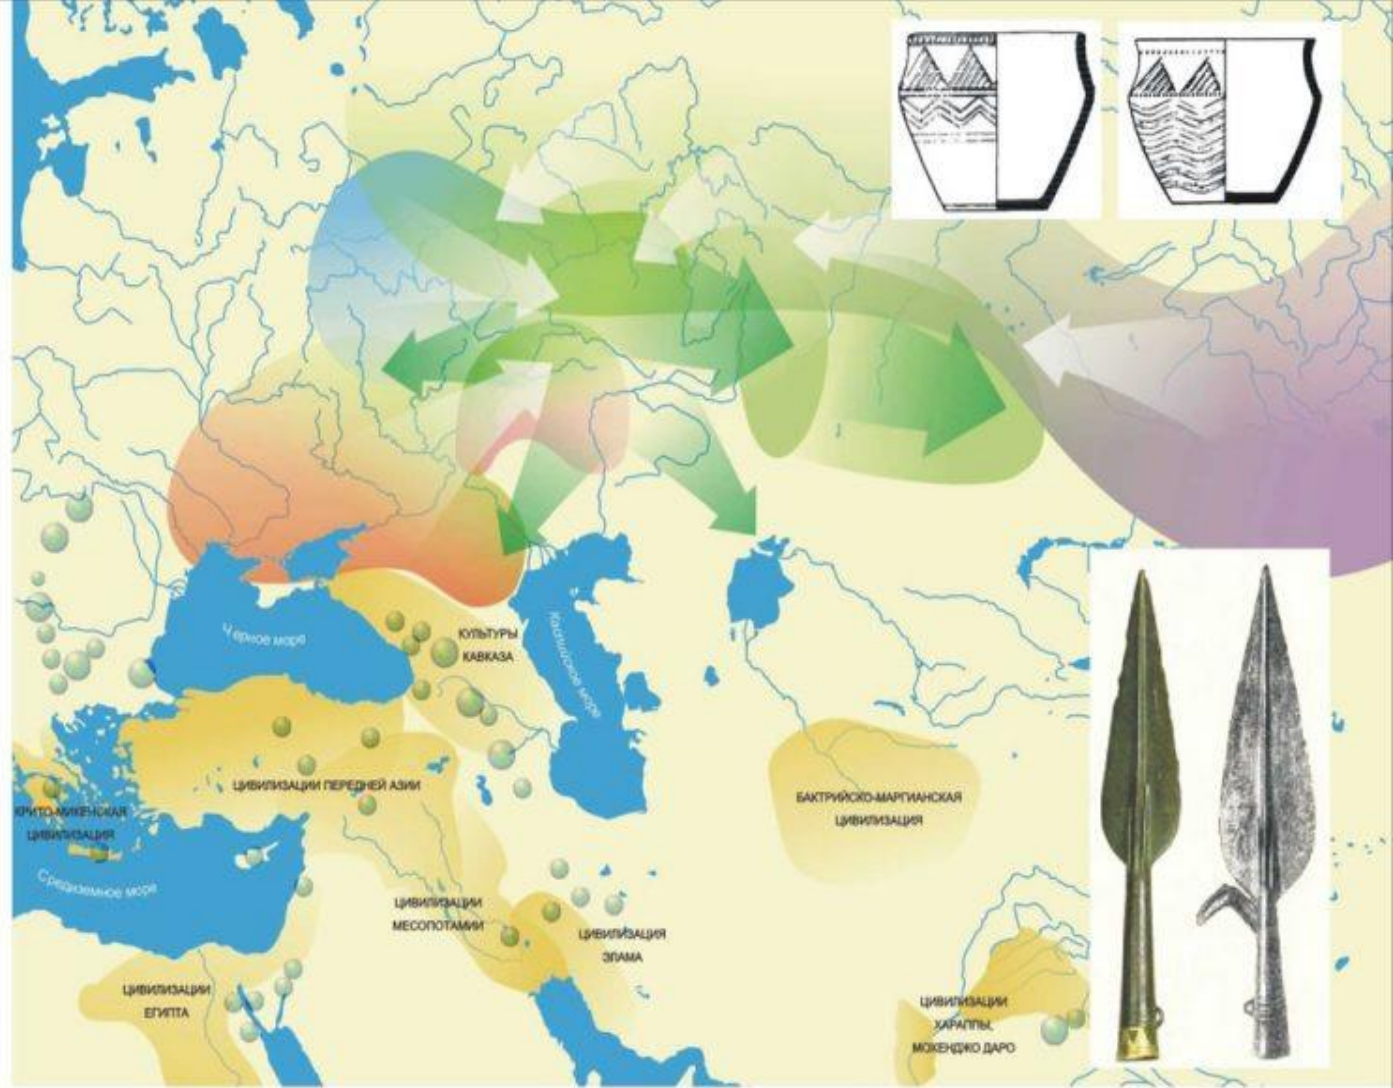 Черное море
Каспийское море
КУЛЬТУРЫ
КАВКАЗА
ЦИВИЛИЗАЦИИ ПЕРЕДНЕЙ АЗИИ
КРИТО-МИКЕНСКАЯ
ЦИВИЛИЗАЦИЯ
Средиземное море
БАКТРИЙСКО-МАРГИАНСКАЯ
ЦИВИЛИЗАЦИЯ
ЦИВИЛИЗАЦИИ
МЕСОПОТАМИИ
ЦИВИЛИЗАЦИЯ
ЭЛАМА
ЦИВИЛИЗАЦИИ
ЕГИПТА
ЦИВИЛИЗАЦИИ
ХАРАППЫ,
МОХЕНДЖО ДАРО